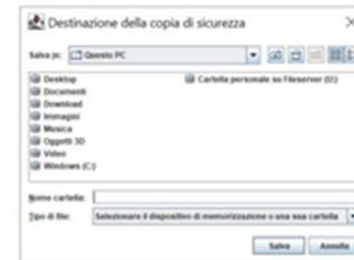 Destinazione della copia di sicurezza
Salva in: Questo PC
Desktop
Cartella personale su Fileserver (U:)
Documenti
Download
Immagini
Musica
Oggetti 3D
Video
Windows (C:)
Nome cartella:
Tipo di file: Selezionare il dispositivo di memorizzazione o una sua cartella
Salva Annulla